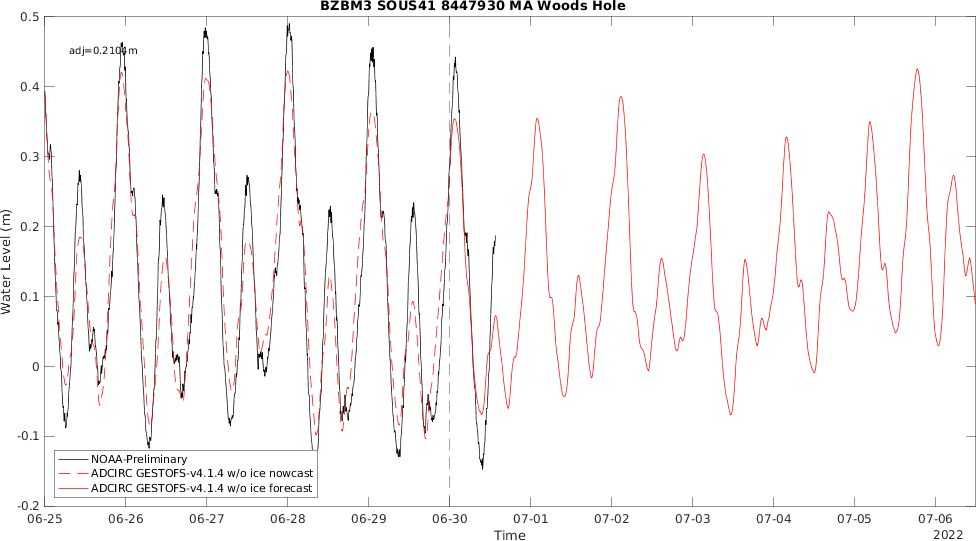 BZBM3 SOUS41 8447930 MA Woods Hole
adj=0.2104m
Water Level (m)
0.5
0.4
0.3
0.2
0.1
0
-0.1
-0.2
NOAA-Preliminary
ADCIRC GESTOFS-v4.1.4 w/o ice nowcast
ADCIRC GESTOFS-v4.1.4 w/o ice forecast
06-25 06-26 06-27 06-28 06-29 06-30 07-01 07-02 07-03 07-04 07-05 07-06
Time
2022